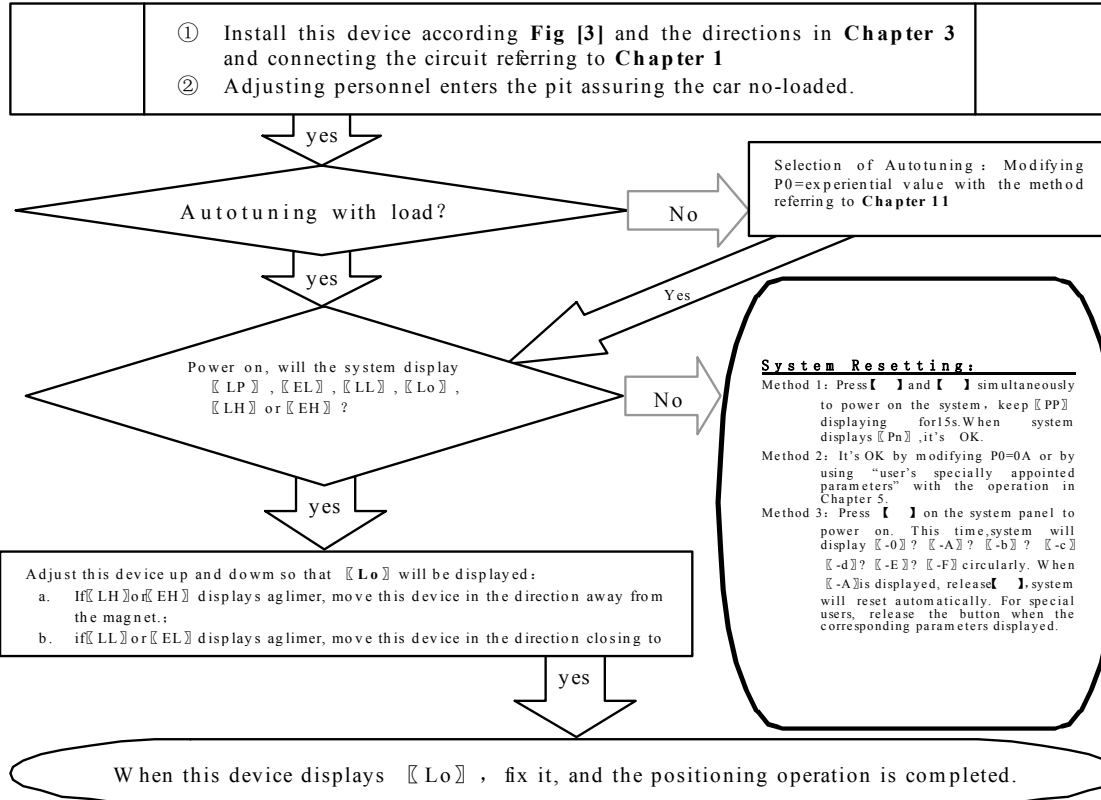 ① Install this device according Fig [3] and the directions in Chapter 3
and connecting the circuit referring to Chapter 1
② Adjusting personnel enters the pit assuring the car no-loaded.
yes
Autotuning with load?
No
Selection of Autotuning： Modifying
P0=experiential value with the method
referring to Chapter 11
yes
Yes
Power on, will the system display
〖LP〗,〖EL〗,〖LL〗,〖Lo〗,
〖LH〗or〖EH〗?
No
System Resetting:
Method 1: Press【 】and【 】simultaneously
to power on the system, keep〖PP〗
displaying for15s.When system
displays〖Pn〗,it's OK.
Method 2: It's OK by modifying P0=0A or by
using “user's specially appointed
parameters” with the operation in
Chapter 5.
Method 3: Press 【 】on the system panel to
power on. This time,system will
display〖-0〗?〖-A〗?〖-b〗?〖-c〗
〖-d〗?〖-E〗?〖-F〗circularly. When
〖-A〗is displayed, release【 】,system
will reset automatically. For special
users, release the button when the
corresponding parameters displayed.
yes
Adjust this device up and dowm so that 〖Lo〗will be displayed:
a. If〖LH〗or〖EH〗displays aglimer, move this device in the direction away from
the magnet.;
b. if〖LL〗or〖EL〗displays aglimer, move this device in the direction closing to
yes
When this device displays 〖Lo〗, fix it, and the positioning operation is completed.